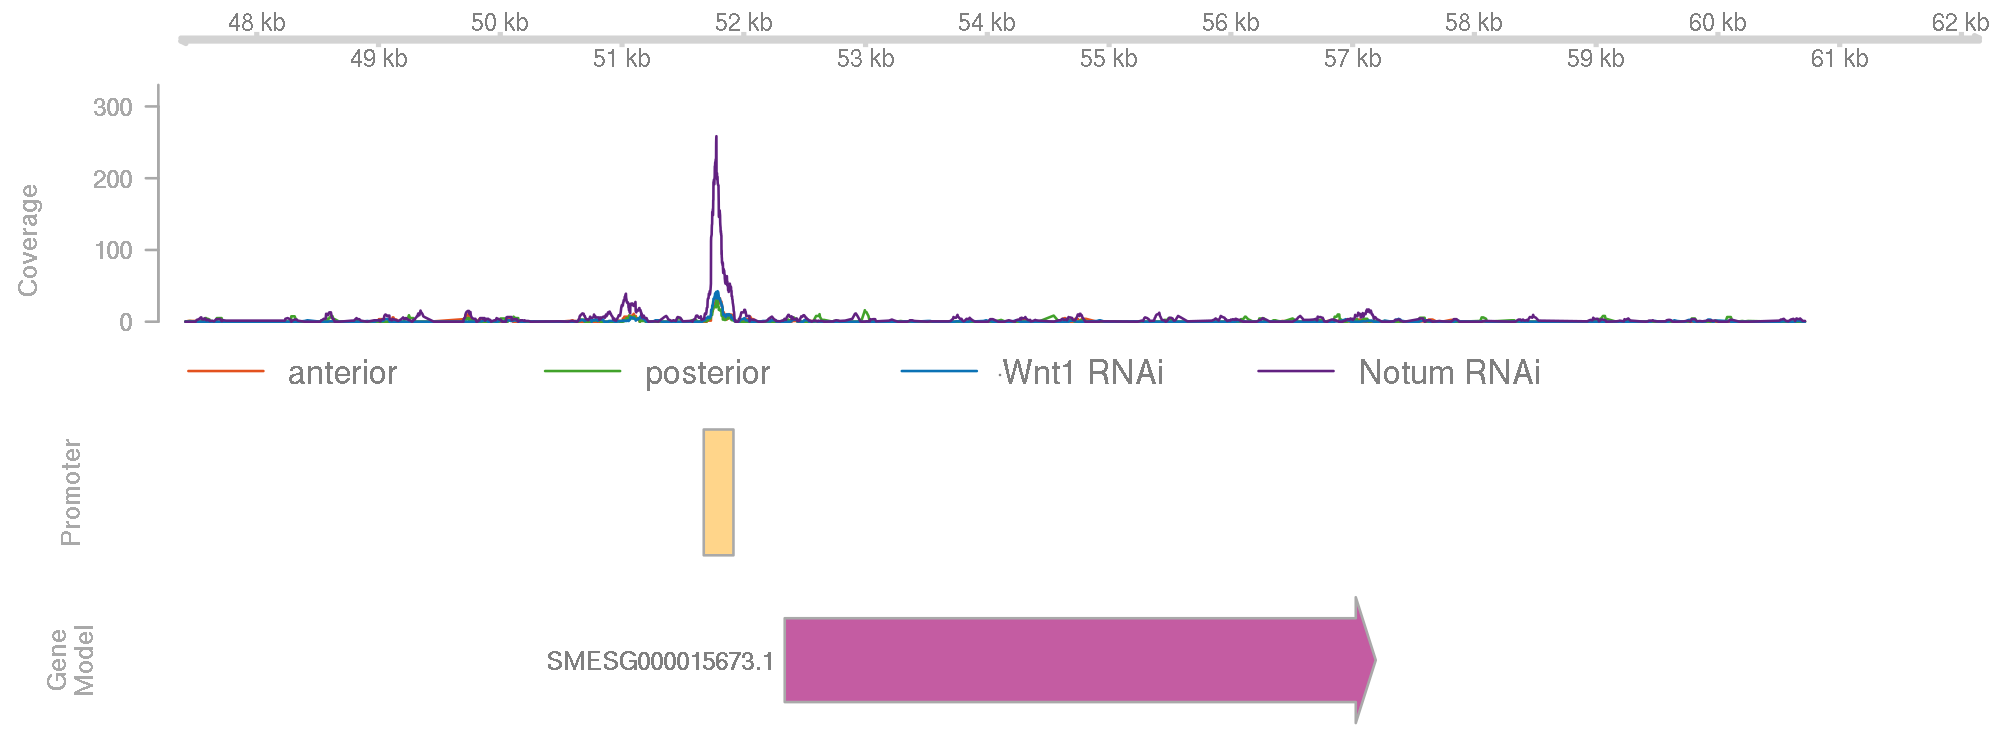 48 kb 50 kb 52 kb 54 kb 56 kb 58 kb 60 kb 62 kb
49 kb 51 kb 53 kb 55 kb 57 kb 59 kb 61 kb
Coverage
300
200
100
0
anterior posterior Wnt1 RNAi Notum RNAi
Promoter
Gene
Model
SMESG000015673.1